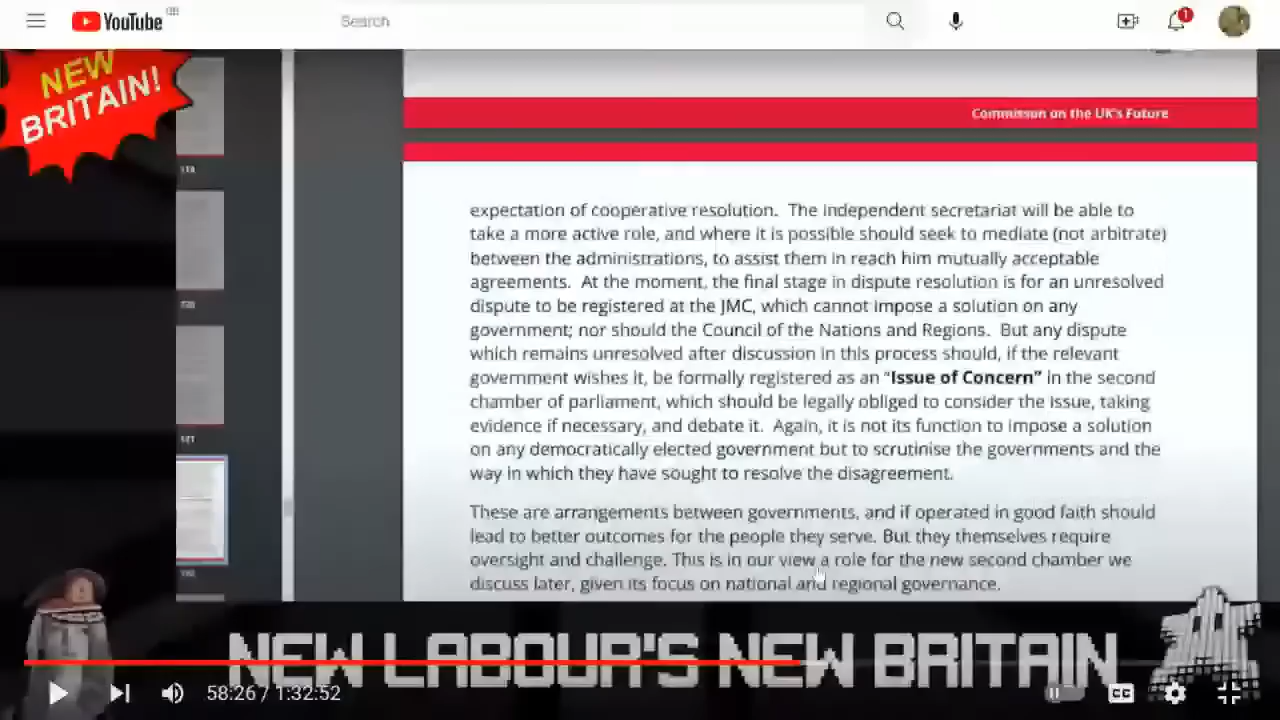 YouTube GB
Search
1
NEW
BRITAIN!
Commisson on the UK's Future
expectation of cooperative resolution. The independent secretariat will be able to
take a more active role, and where it is possible should seek to mediate (not arbitrate)
between the administrations, to assist them in reach him mutually acceptable
agreements. At the moment, the final stage in dispute resolution is for an unresolved
dispute to be registered at the JMC, which cannot impose a solution on any
government; nor should the Council of the Nations and Regions. But any dispute
which remains unresolved after discussion in this process should, if the relevant
government wishes it, be formally registered as an “Issue of Concern” in the second
chamber of parliament, which should be legally obliged to consider the issue, taking
evidence if necessary, and debate it. Again, it is not its function to impose a solution
on any democratically elected government but to scrutinise the governments and the
way in which they have sought to resolve the disagreement.
These are arrangements between governments, and if operated in good faith should
lead to better outcomes for the people they serve. But they themselves require
oversight and challenge. This is in our view a role for the new second chamber we
discuss later, given its focus on national and regional governance.
NEW LABOUR'S NEW BRITAIN
58:26 / 1:32:52
CC